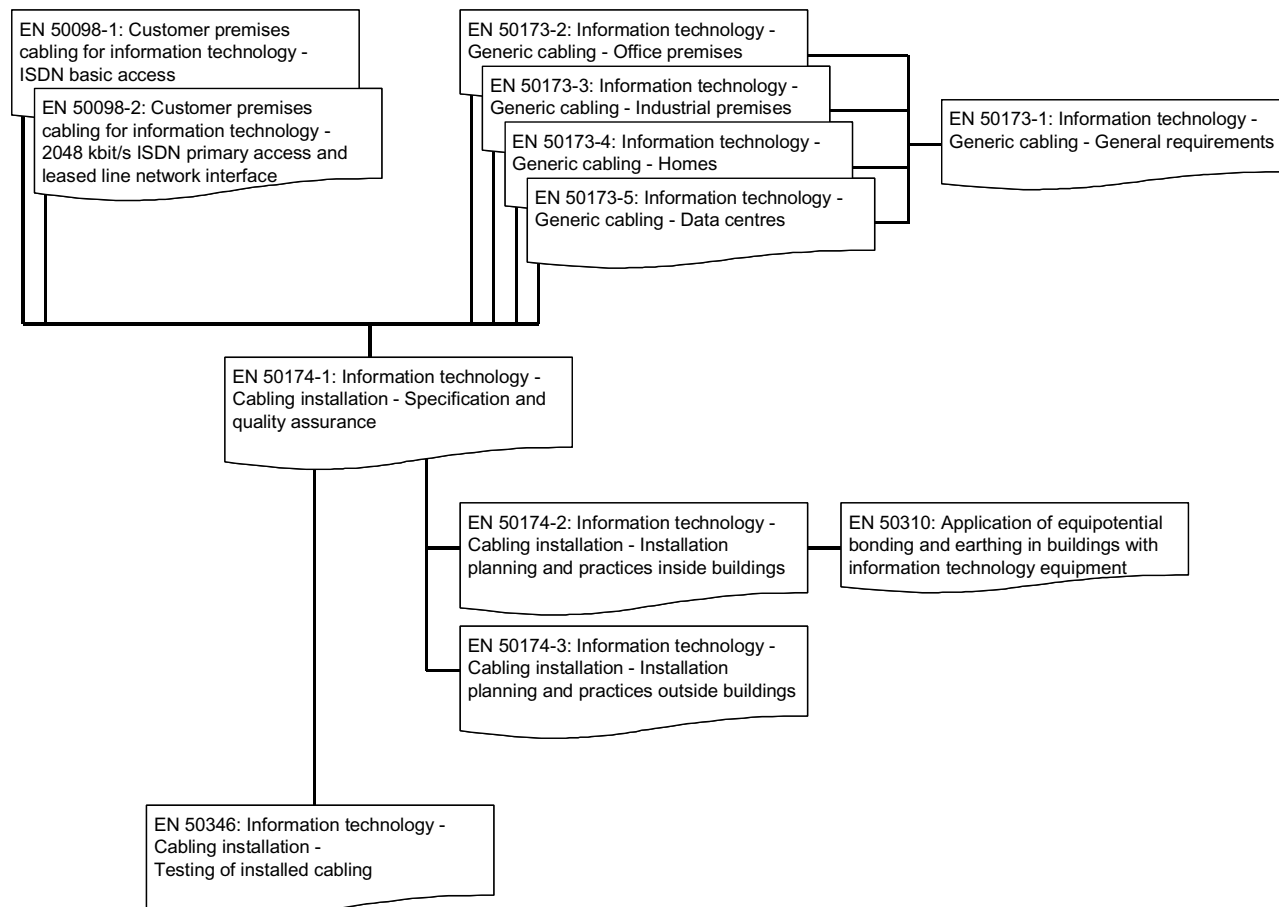 EN 50098-1: Customer premises
cabling for information technology -
ISDN basic access
EN 50098-2: Customer premises
cabling for information technology -
2048 kbit/s ISDN primary access and
leased line network interface
EN 50173-2: Information technology -
Generic cabling - Office premises
EN 50173-3: Information technology -
Generic cabling - Industrial premises
EN 50173-4: Information technology -
Generic cabling - Homes
EN 50173-5: Information technology -
Generic cabling - Data centres
EN 50173-1: Information technology -
Generic cabling - General requirements
EN 50174-1: Information technology -
Cabling installation - Specification and
quality assurance
EN 50174-2: Information technology -
Cabling installation - Installation
planning and practices inside buildings
EN 50310: Application of equipotential
bonding and earthing in buildings with
information technology equipment
EN 50174-3: Information technology -
Cabling installation - Installation
planning and practices outside buildings
EN 50346: Information technology -
Cabling installation -
Testing of installed cabling